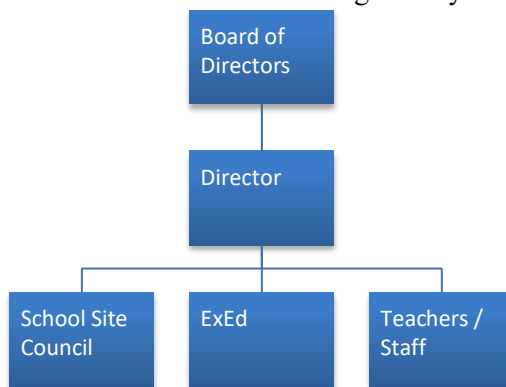 Board of
Directors
Director
School Site
Council
ExEd
Teachers /
Staff